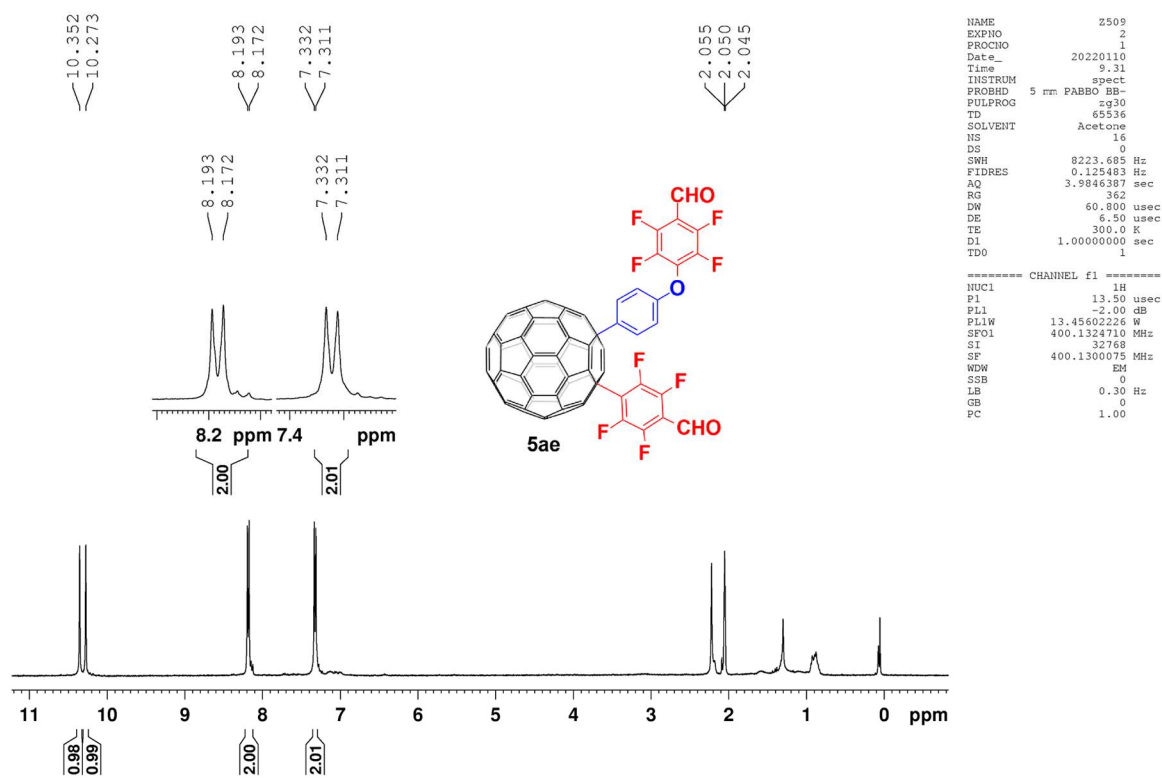 10.352
10.273
8.193
8.172
7.332
7.311
2.055
2.050
2.045
8.193
8.172
7.332
7.311
8.2 ppm 7.4 ppm
2.00
2.01
CHO
F F
F F
O
F F
F F
CHO
5ae
11 10 9 8 7 6 5 4 3 2 1 0 ppm
0.98
0.99
2.00
2.01
NAME Z509
EXPNO 2
PROCNO 1
Date_ 20220110
Time 9.31
INSTRUM spect
PROBHD 5 mm PABBO BB-
PULPROG zg30
TD 65536
SOLVENT Acetone
NS 16
DS 0
SWH 8223.685 Hz
FIDRES 0.125483 Hz
AQ 3.9846387 sec
RG 362
DW 60.800 usec
DE 6.50 usec
TE 300.0 K
D1 1.00000000 sec
TD0 1
======== CHANNEL f1 ========
NUC1 1H
P1 13.50 usec
PL1 -2.00 dB
PL1W 13.45602226 W
SFO1 400.1324710 MHz
SI 32768
SF 400.1300075 MHz
WDW EM
SSB 0
LB 0.30 Hz
GB 0
PC 1.00